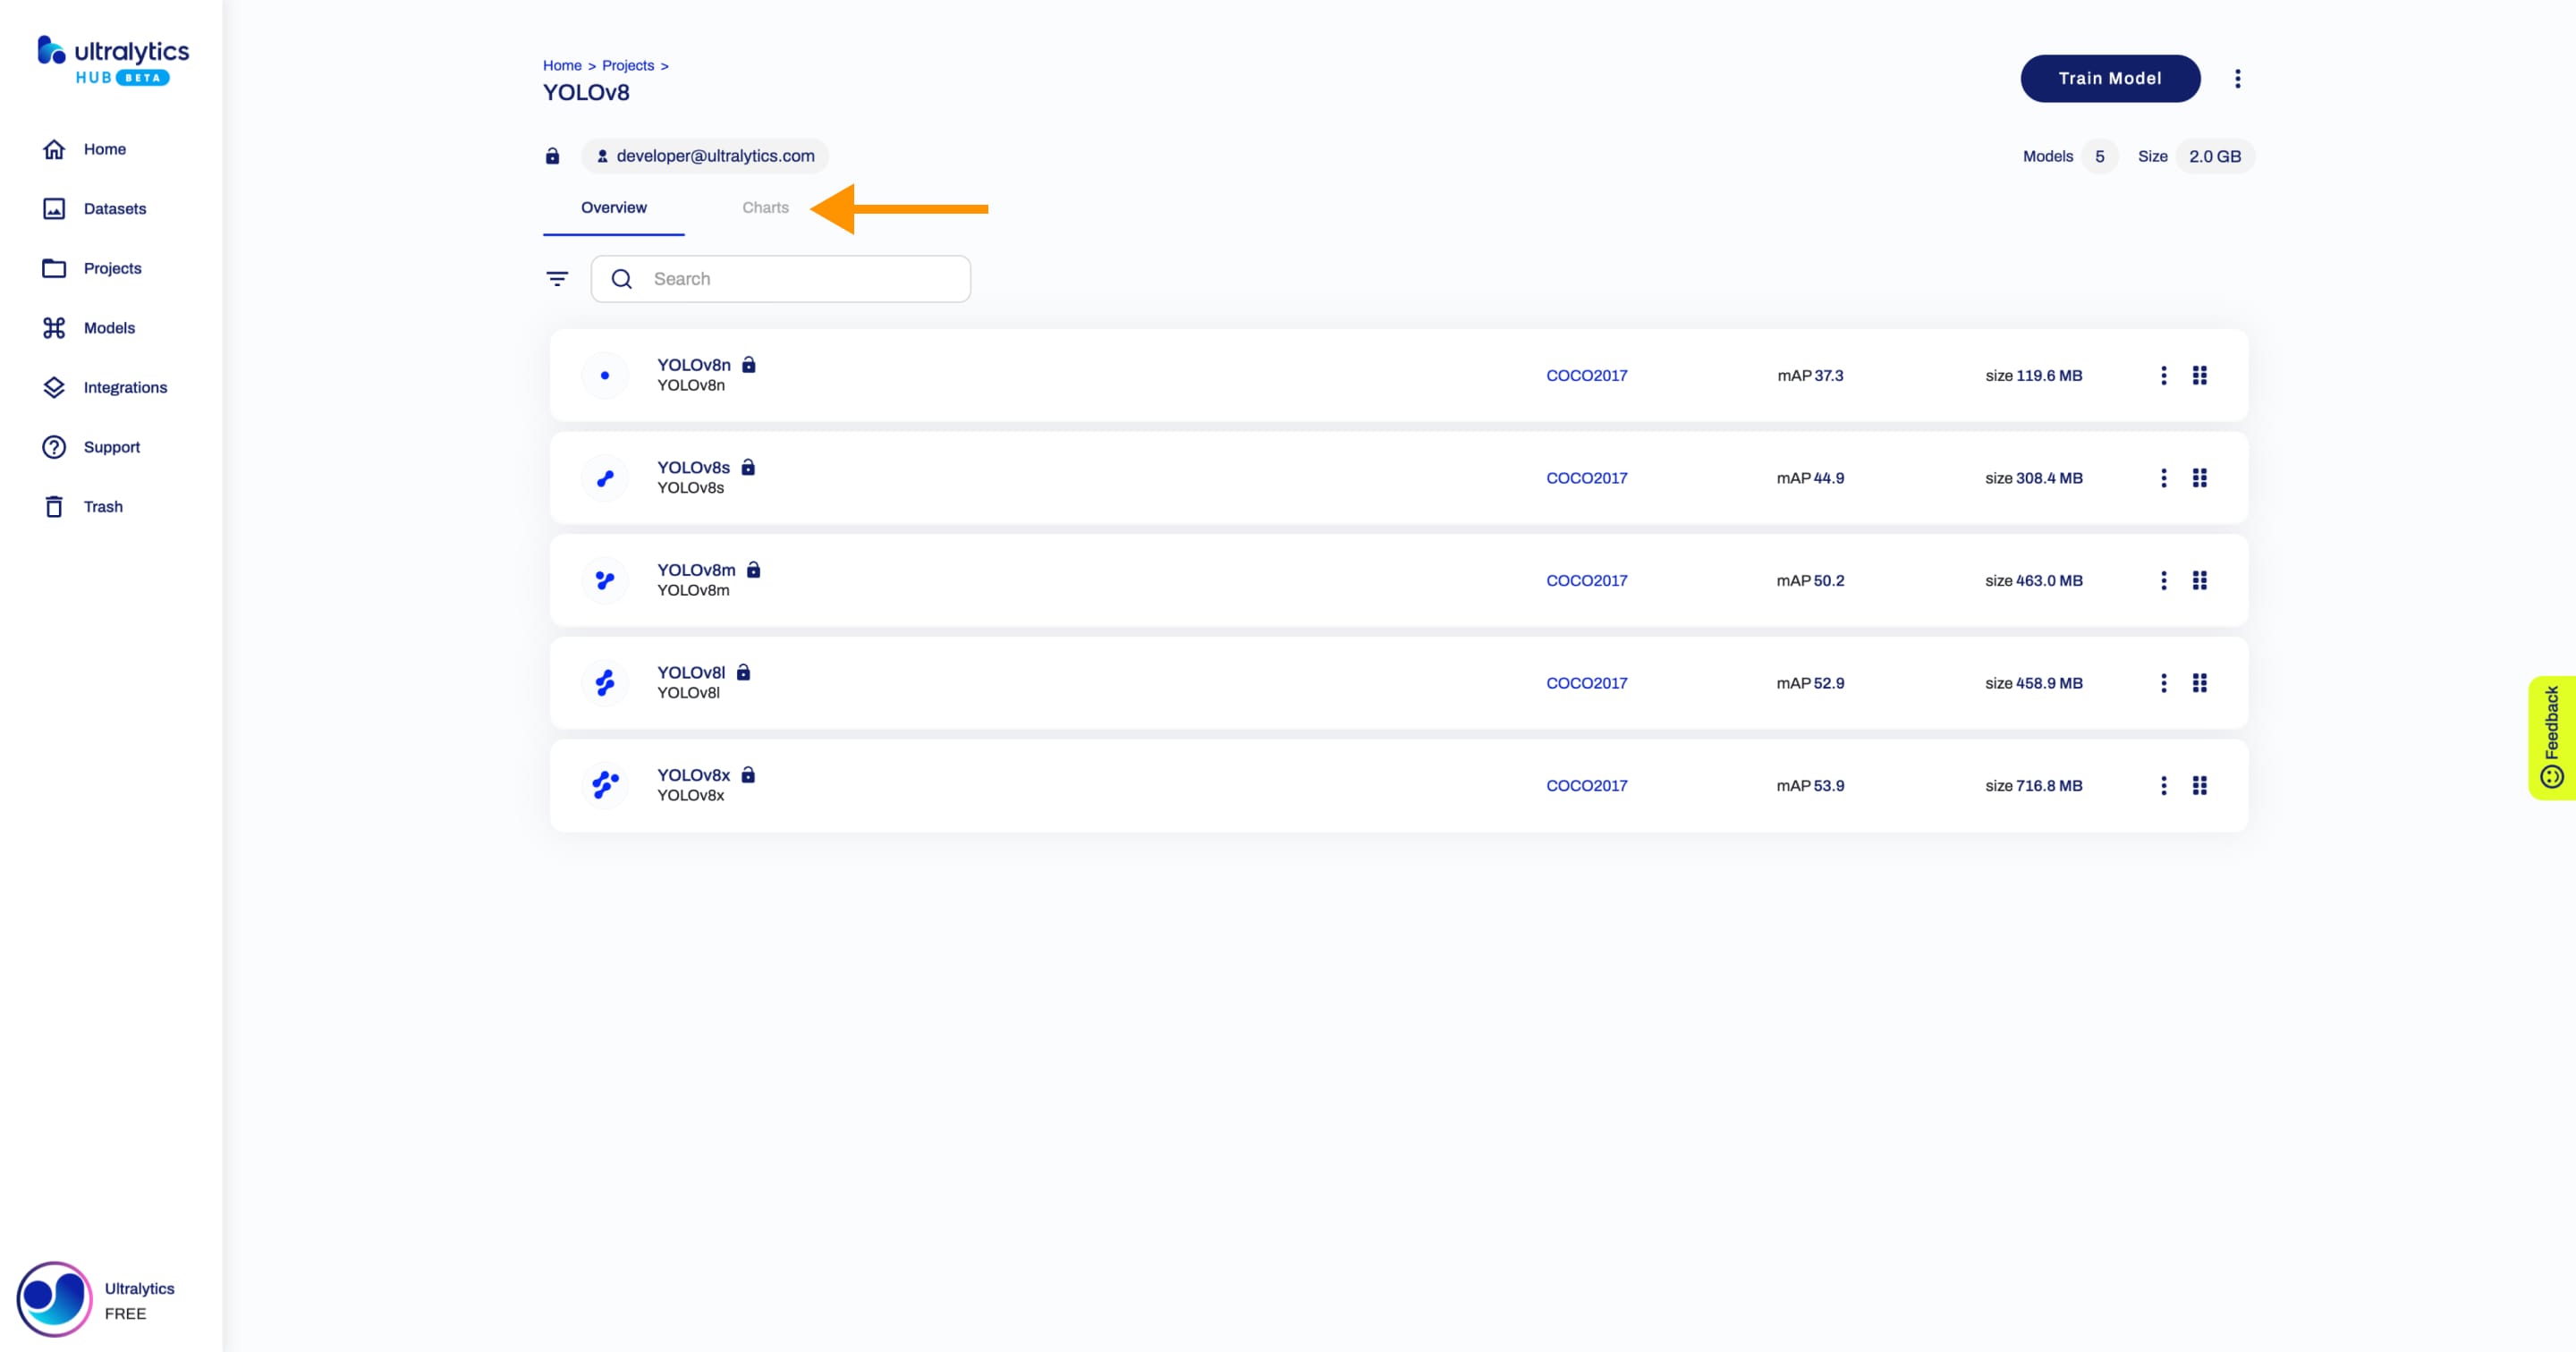 ultralytics
HUB BETA
Home
Datasets
Projects
Models
Integrations
Support
Trash
Ultralytics
FREE
Home > Projects >
YOLOv8
Train Model
developer@ultralytics.com
Models 5 Size 2.0 GB
Overview Charts
Search
YOLOv8n
YOLOv8n
COCO2017 mAP 37.3 size 119.6 MB
YOLOv8s
YOLOv8s
COCO2017 mAP 44.9 size 308.4 MB
YOLOv8m
YOLOv8m
COCO2017 mAP 50.2 size 463.0 MB
YOLOv8l
YOLOv8l
COCO2017 mAP 52.9 size 458.9 MB
YOLOv8x
YOLOv8x
COCO2017 mAP 53.9 size 716.8 MB
Feedback